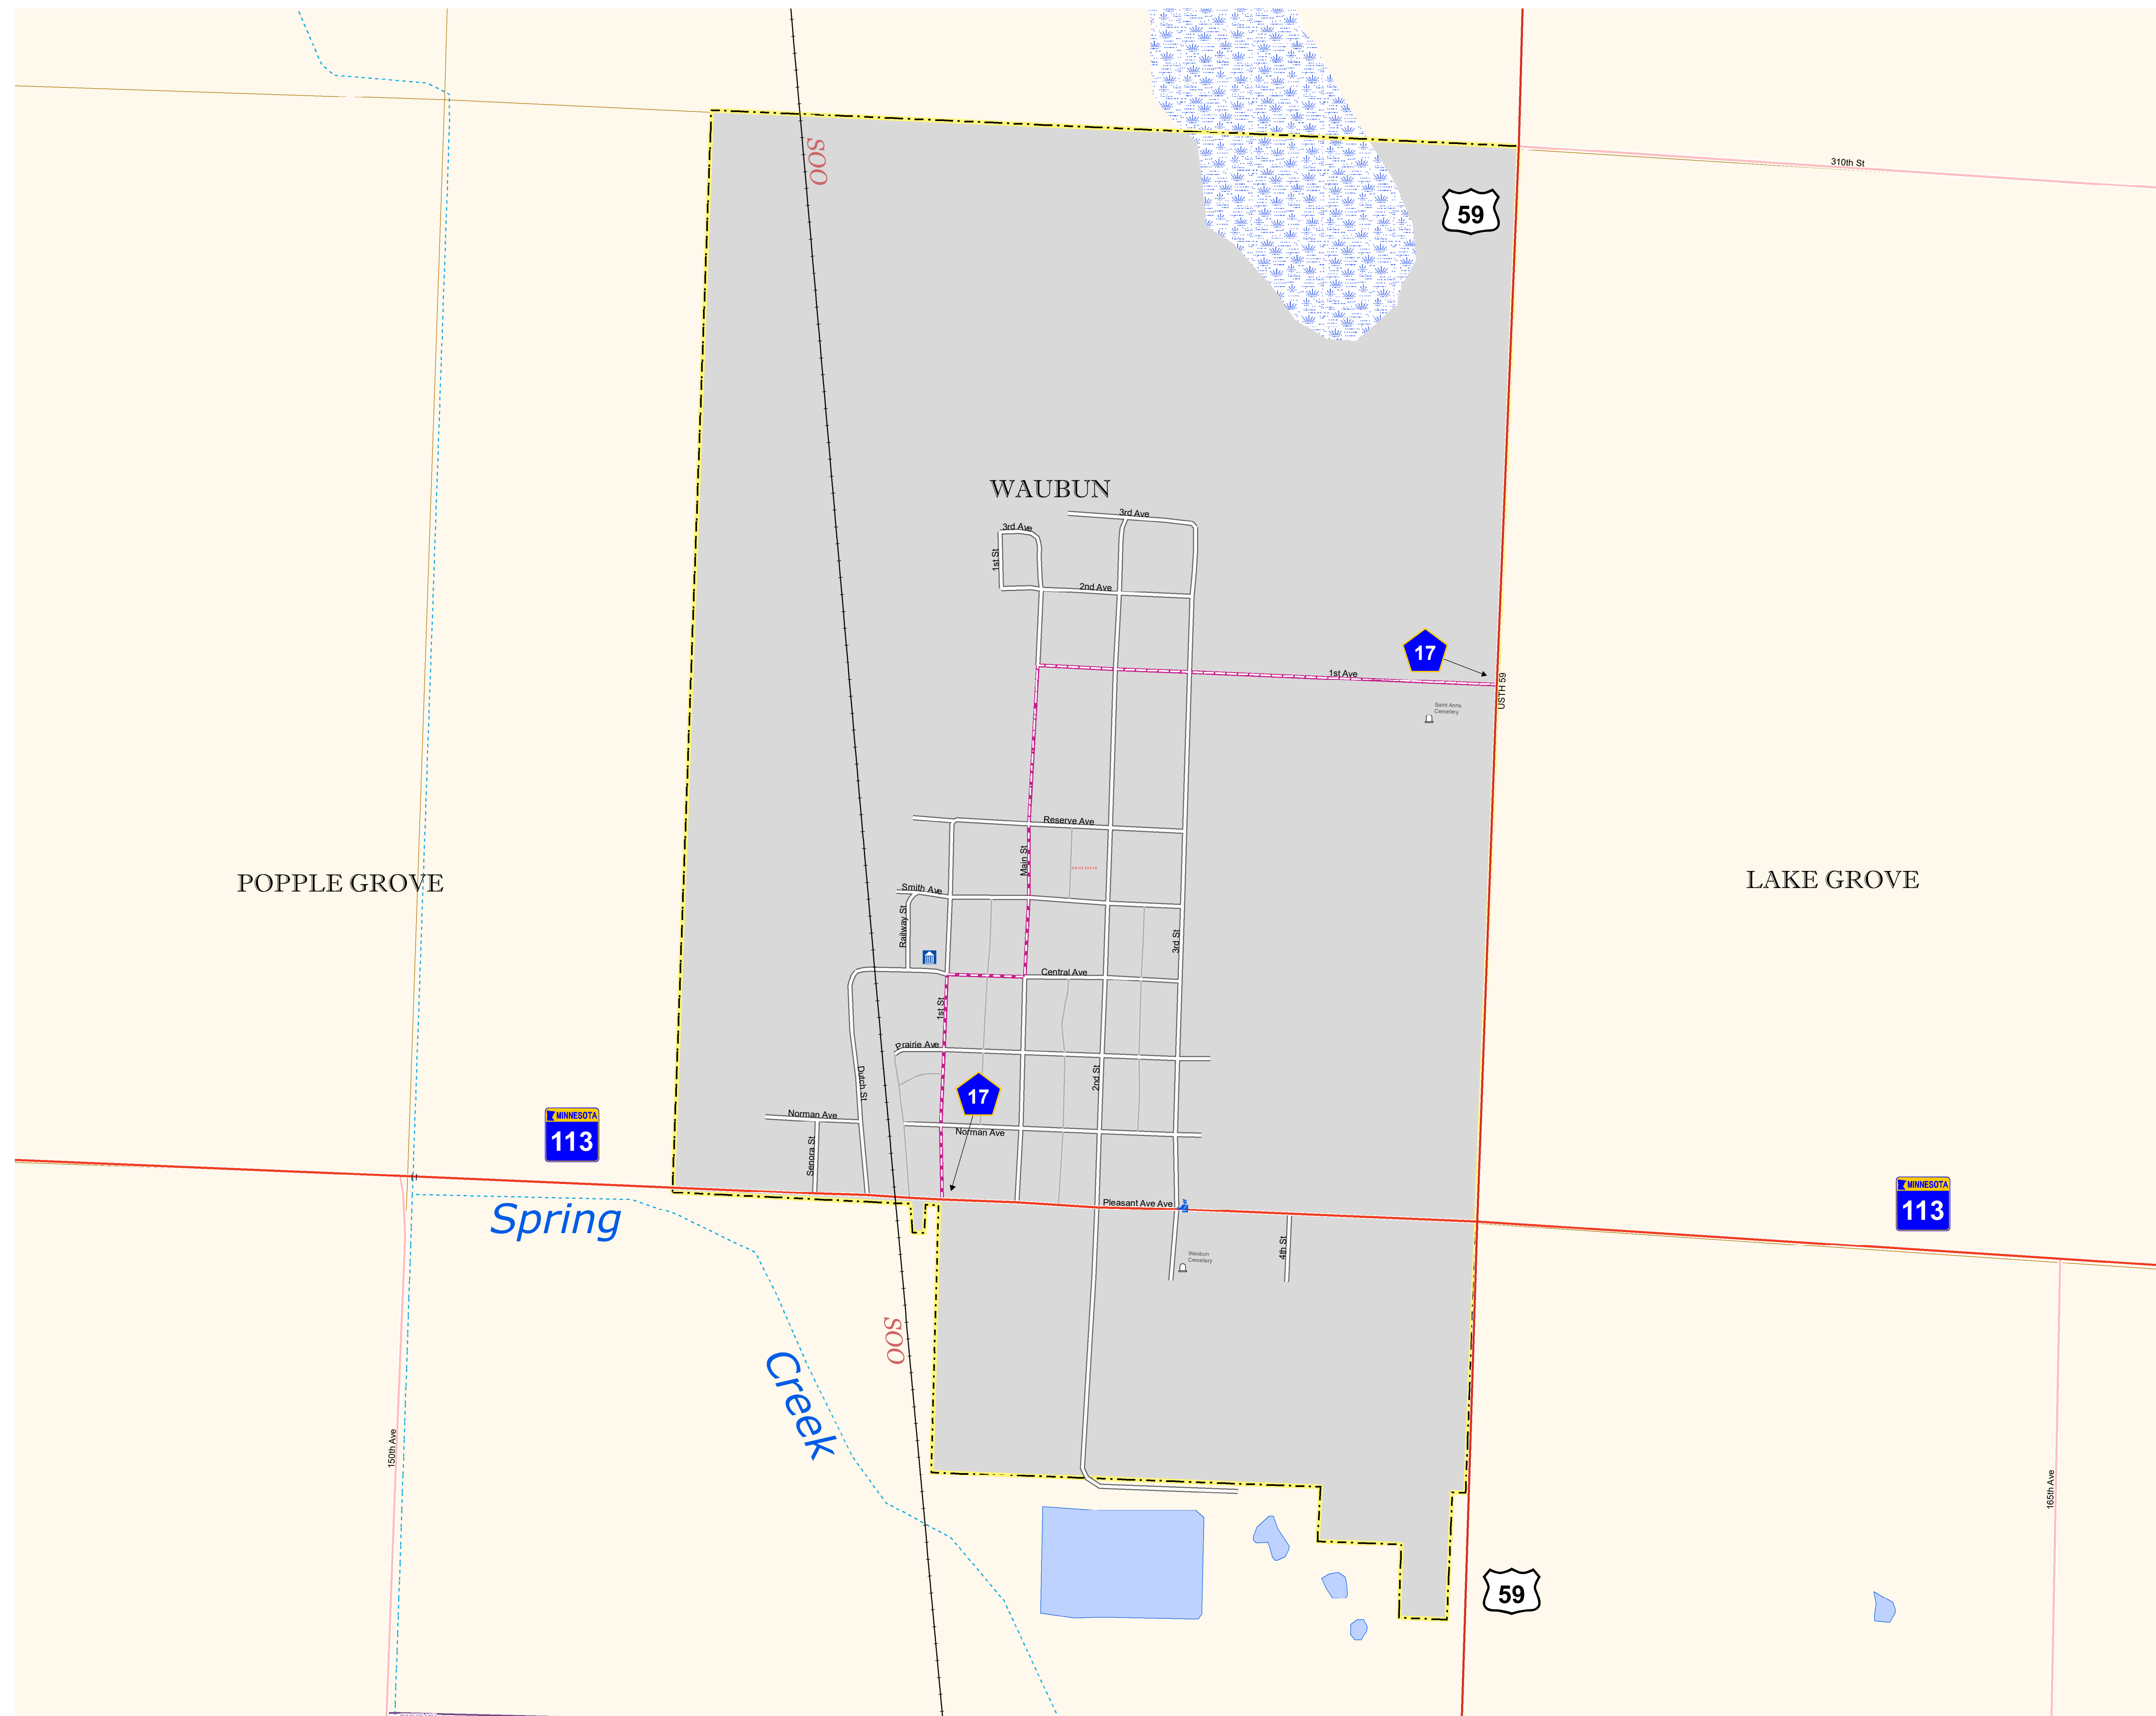 310th St
SOO
59
WAUBUN
3rd Ave
3rd Ave
1st St
2nd Ave
17
1st Ave
USTH 59
Saint Anns
Cemetery
Reserve Ave
Main St
POPPLE GROVE
LAKE GROVE
Smith Ave
Railway St
3rd St
Central Ave
1st St
Prairie Ave
Dutch St
2nd St
17
MINNESOTA
113
Norman Ave
Norman Ave
Senora St
Pleasant Ave Ave
MINNESOTA
113
Spring
Waubun
Cemetery
4th St
SOO
Creek
150th Ave
165th Ave
59